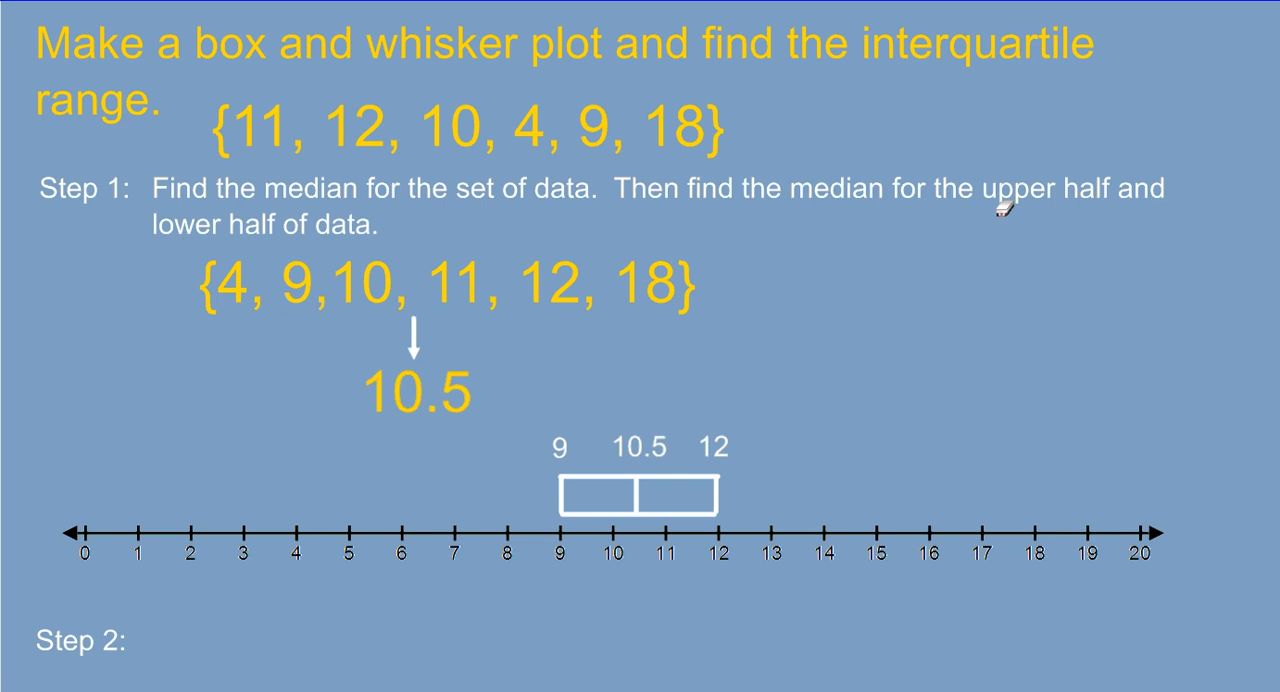 Make a box and whisker plot and find the interquartile
range.
{11, 12, 10, 4, 9, 18}
Step 1: Find the median for the set of data. Then find the median for the upper half and
lower half of data.
{4, 9,10, 11, 12, 18}
10.5
9 10.5 12
0 1 2 3 4 5 6 7 8 9 10 11 12 13 14 15 16 17 18 19 20
Step 2: